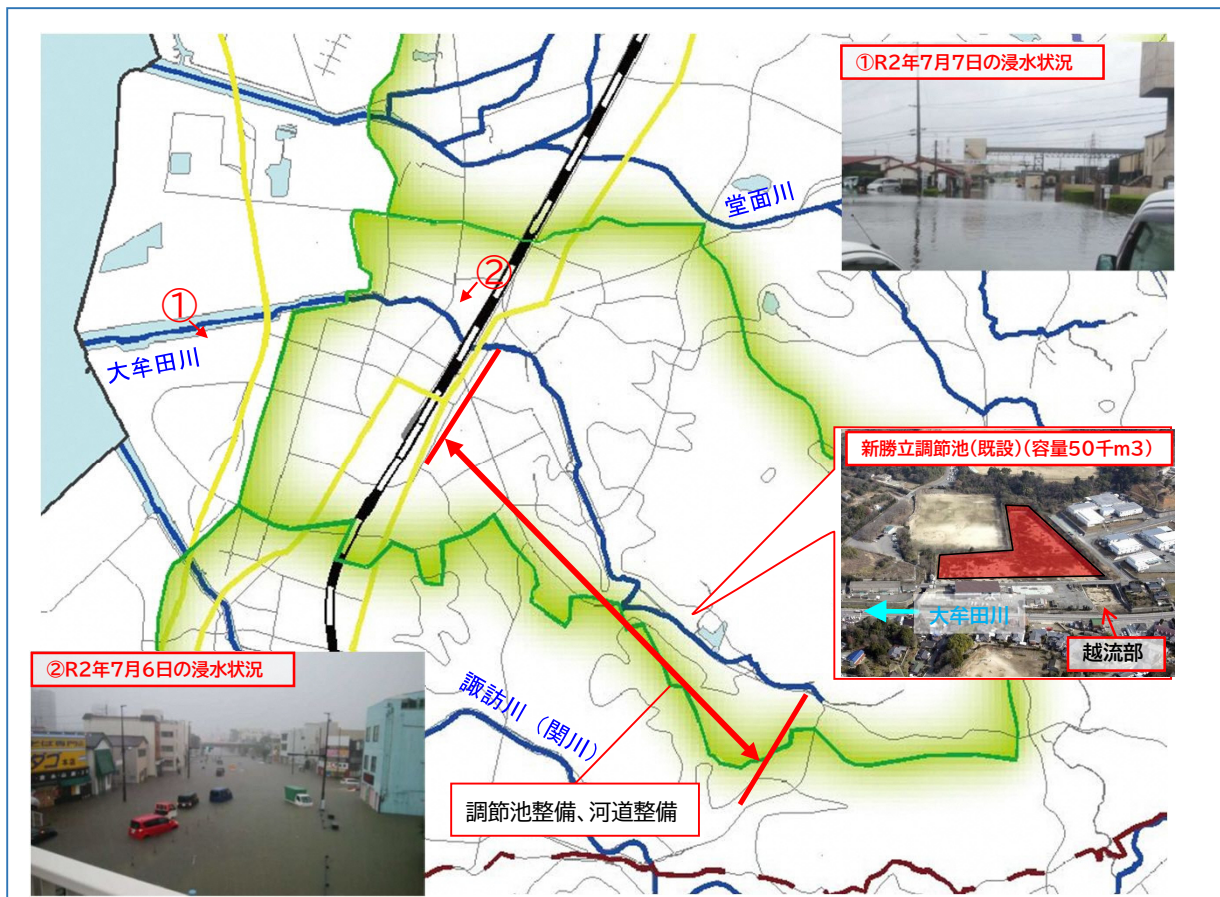 ①R2年7月7日の浸水状況
堂面川
②
①
大牟田川
新勝立調節池(既設)(容量50千m3)
大牟田川
越流部
②R2年7月6日の浸水状況
諏訪川（関川）
調節池整備、河道整備